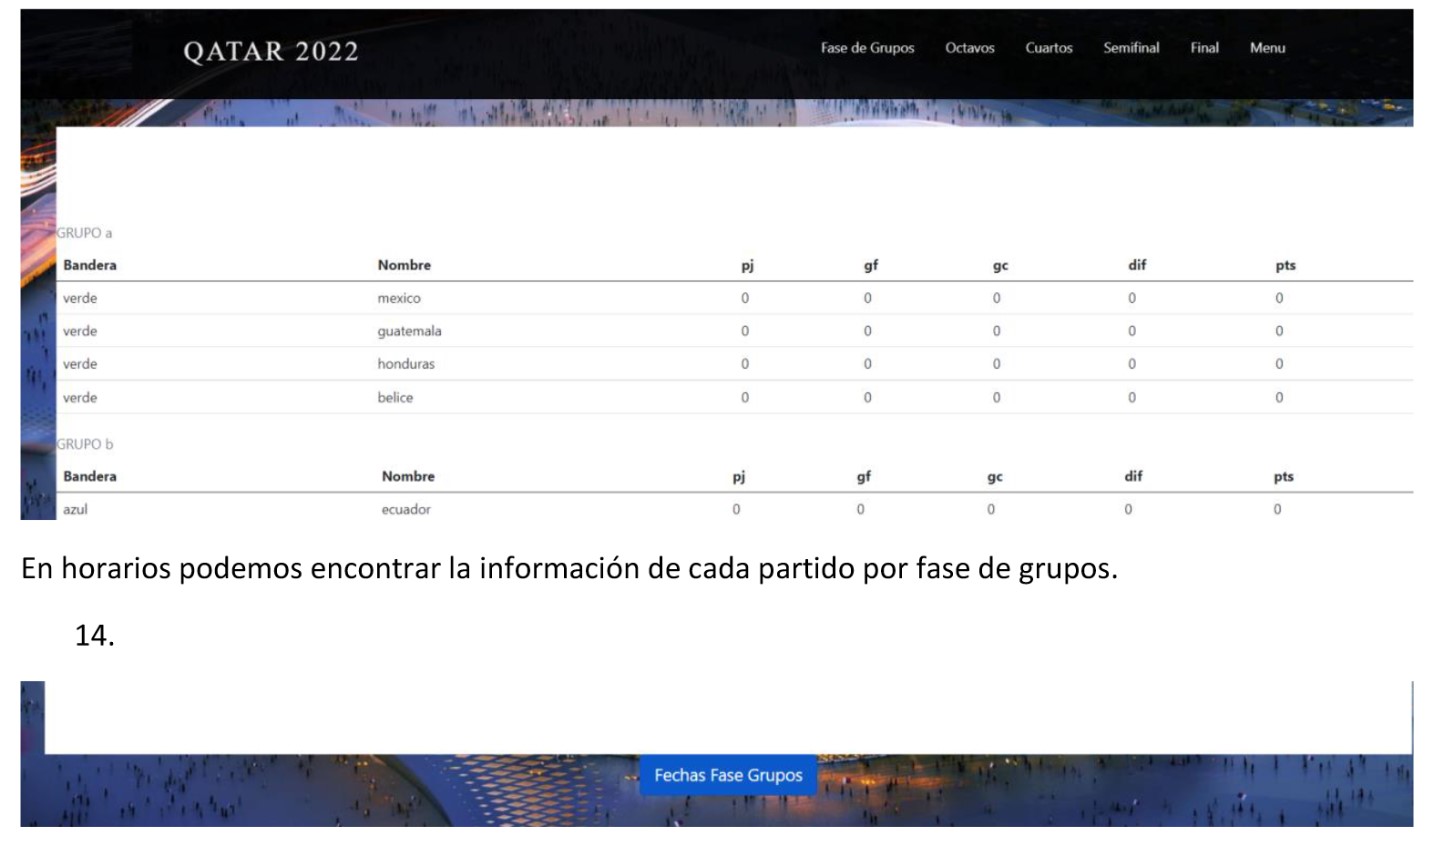 QATAR 2022 Fase de Grupos Octavos Cuartos Semifinal Final Menu
GRUPO a
Bandera Nombre pj gf gc dif pts
verde mexico 0 0 0 0 0
verde guatemala 0 0 0 0 0
verde honduras 0 0 0 0 0
verde belice 0 0 0 0 0
GRUPO b
Bandera Nombre pj gf gc dif pts
azul ecuador 0 0 0 0 0
En horarios podemos encontrar la información de cada partido por fase de grupos.
14.
Fechas Fase Grupos